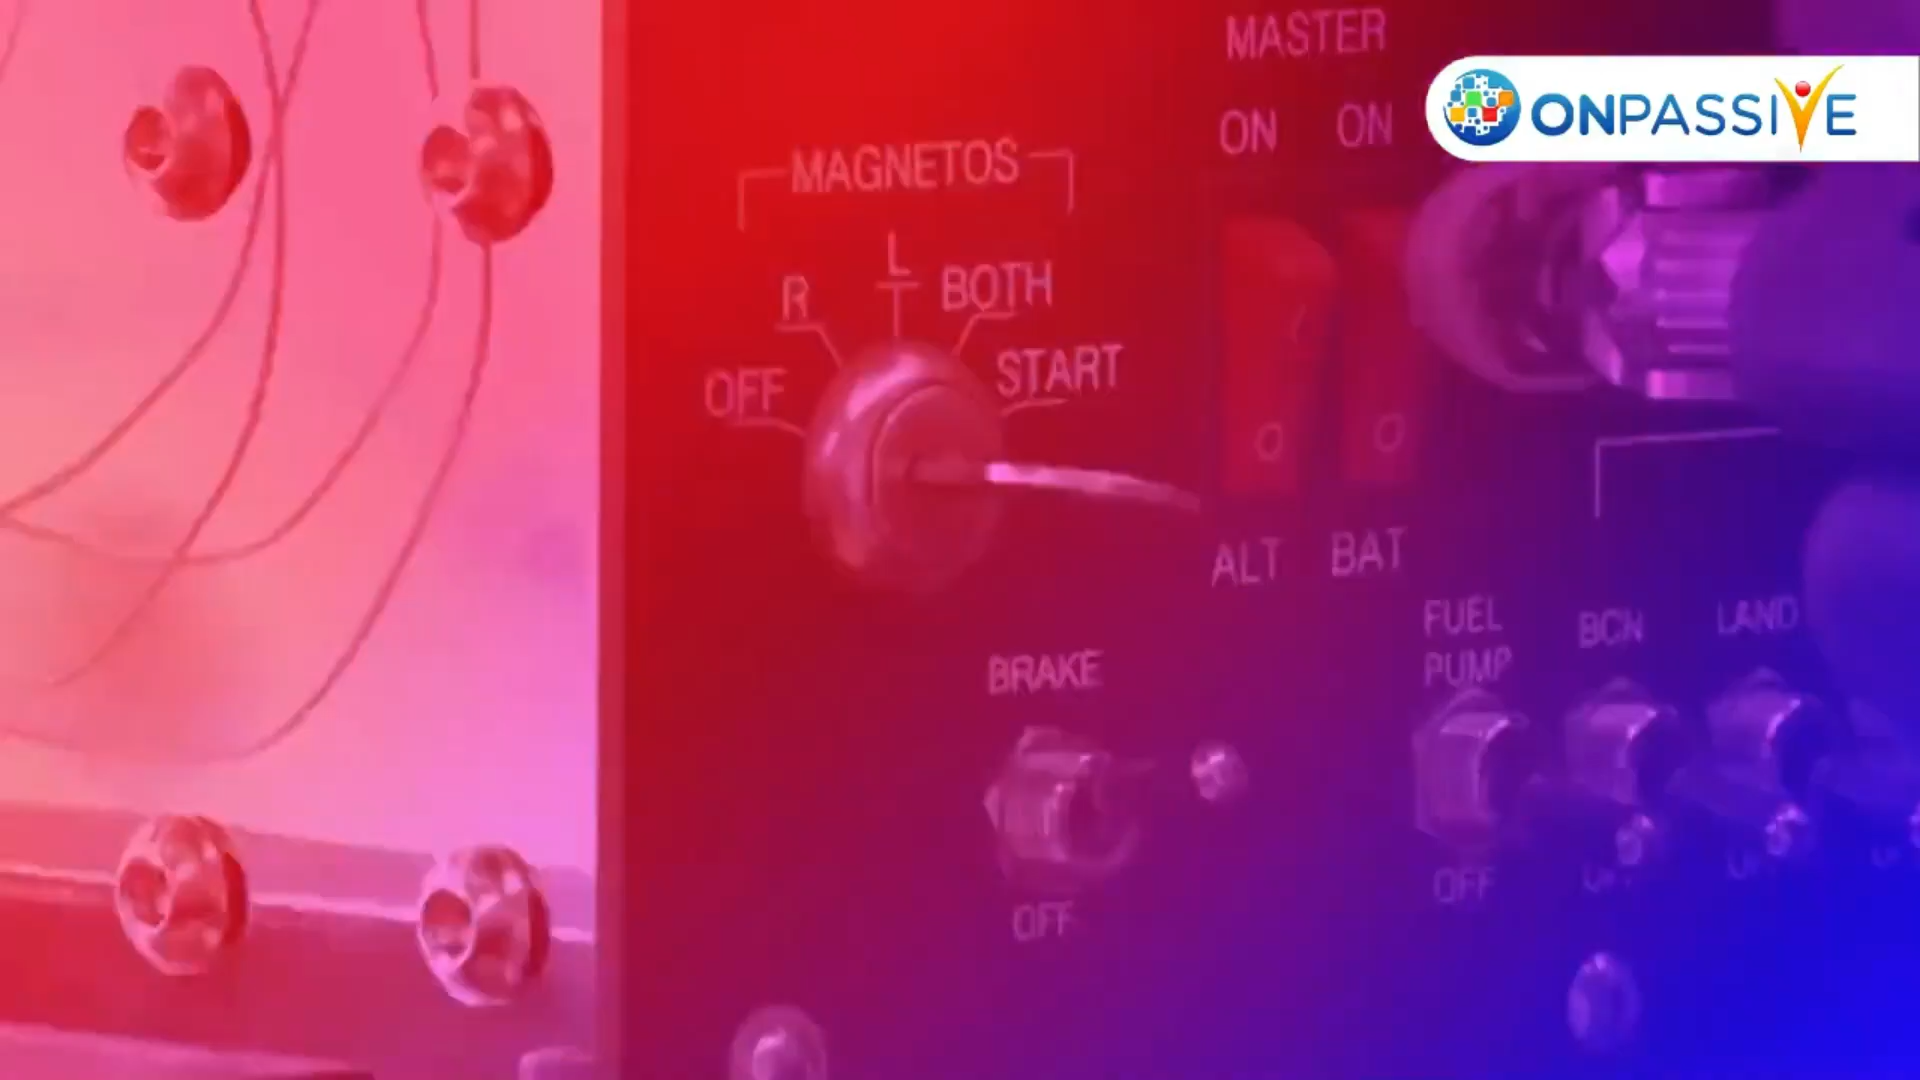 MASTER
ON ON
ONPASSIVE
MAGNETOS
L
R
BOTH
START
OFF
O O
ALT BAT
FUEL
PUMP
BCN
LAND
BRAKE
OFF
OFF